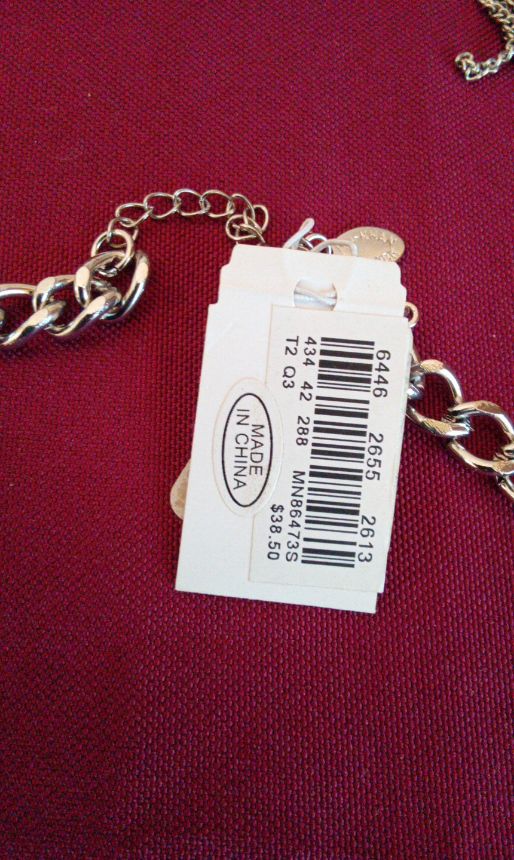 6446 2655 2613
434 42 288 MN86473S
T2 Q3 $38.50
MADE
IN CHINA